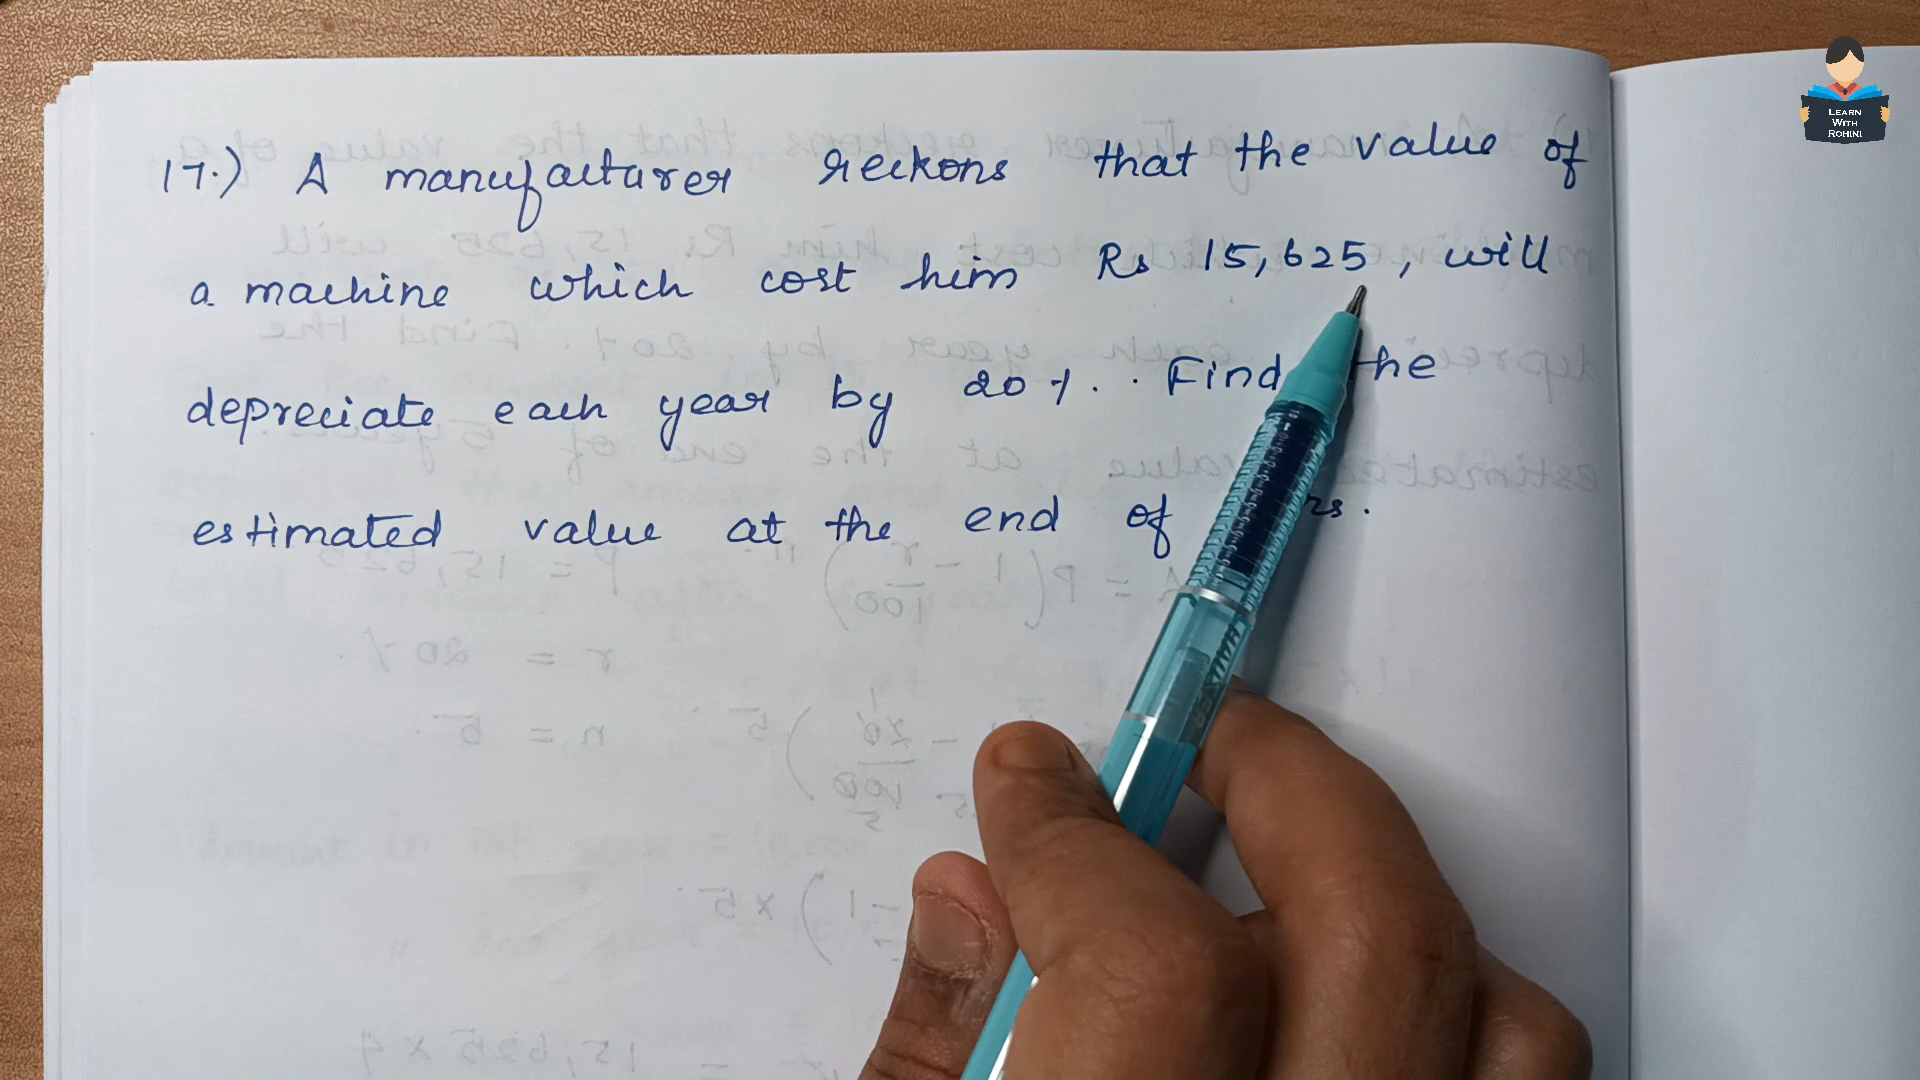 17.) A manufacturer reckons that the value of
a machine which cost him Rs 15,625, will
depreciate each year by 20%. Find the
estimated value at the end of
LEARN
WITH
ROHINI